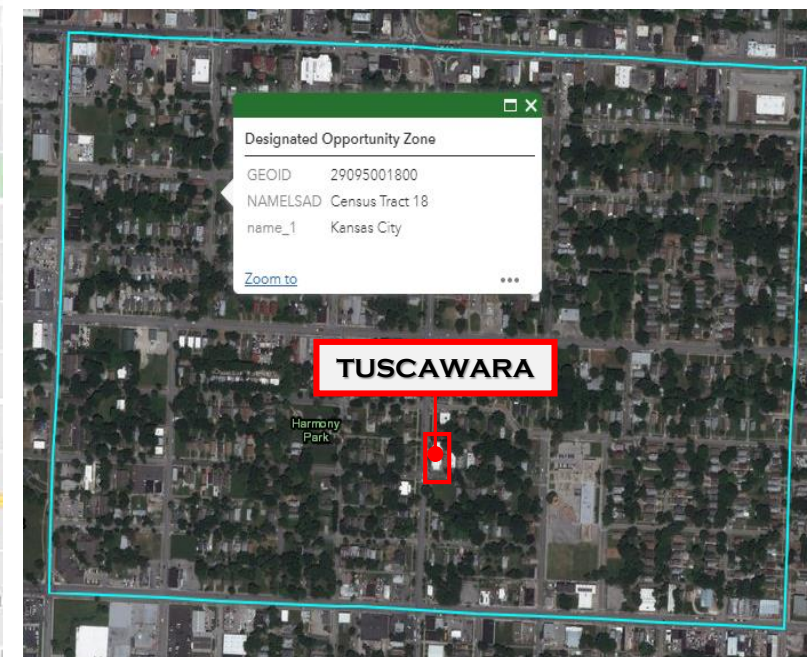 Designated Opportunity Zone
GEOID 29095001800
NAMELSAD Census Tract 18
name_1 Kansas City
Zoom to
TUSCAWARA
Harmony
Park